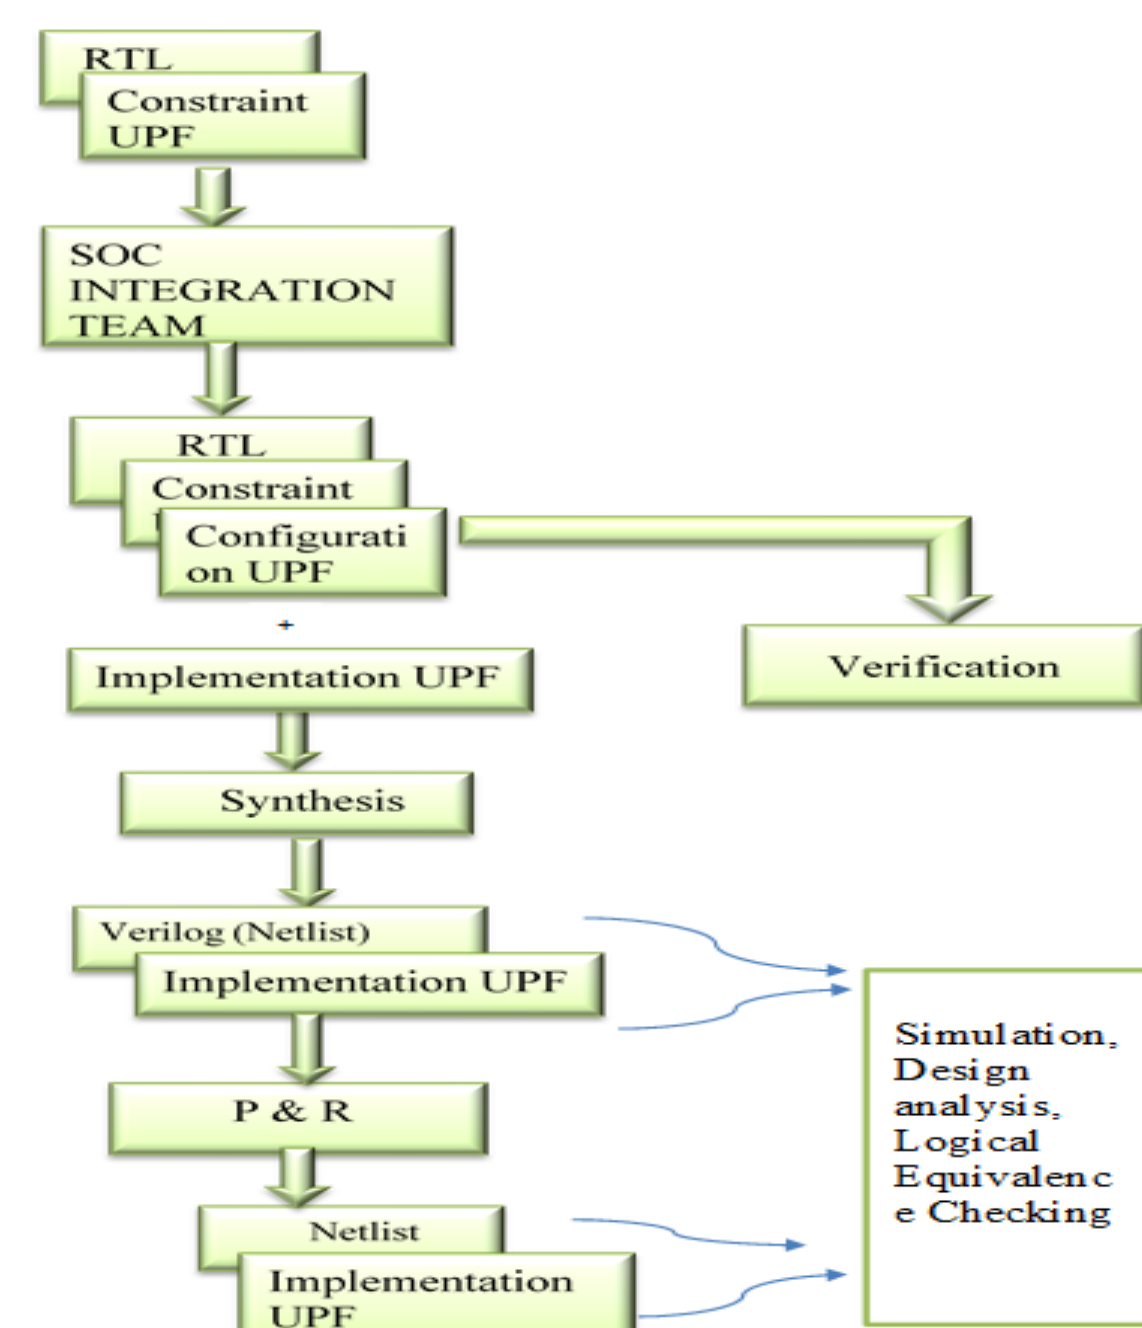 RTL
Constraint
UPF
SOC
INTEGRATION
TEAM
RTL
Constraint
Configurati
on UPF
+
Implementation UPF
Verification
Synthesis
Verilog (Netlist)
Implementation UPF
Simulation,
Design
analysis,
Logical
Equivalenc
e Checking
P & R
Netlist
Implementation
UPF